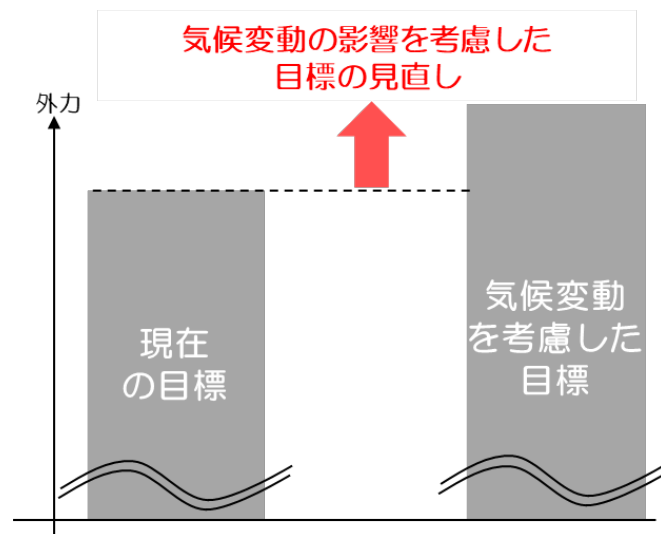 気候変動の影響を考慮した
目標の見直し
外力
現在
の目標
気候変動
を考慮した
目標